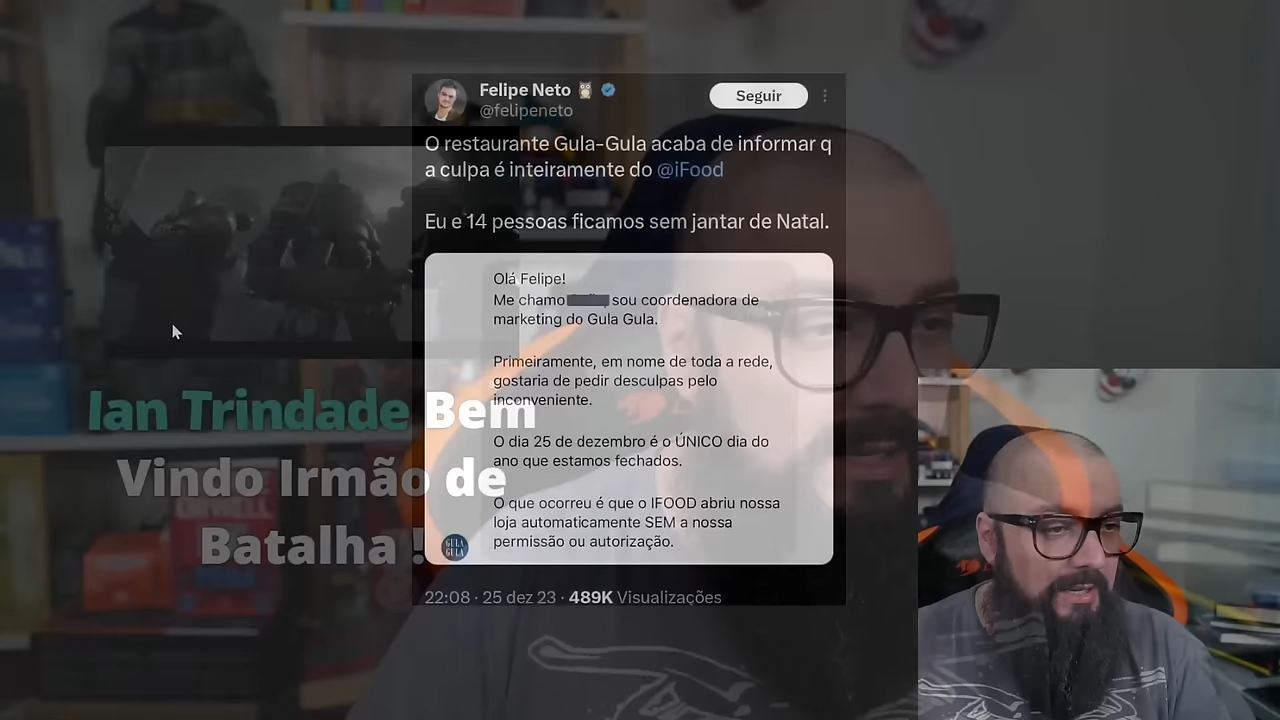 Felipe Neto
@felipeneto
Seguir
O restaurante Gula-Gula acaba de informar q
a culpa é inteiramente do @iFood
Eu e 14 pessoas ficamos sem jantar de Natal.
Olá Felipe!
Me chamo sou coordenadora de
marketing do Gula Gula.
Primeiramente, em nome de toda a rede,
gostaria de pedir desculpas pelo
inconveniente.
O dia 25 de dezembro é o ÚNICO dia do
ano que estamos fechados.
O que ocorreu é que o IFOOD abriu nossa
loja automaticamente SEM a nossa
permissão ou autorização.
GULA
GULA
22:08 · 25 dez 23 · 489K Visualizações
Ian Trindade Bem
Vindo Irmão de
Batalha !